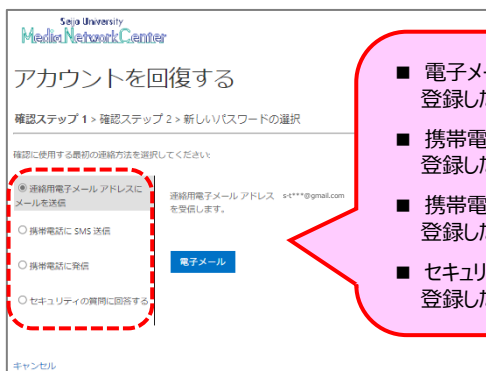 Seijo University
Media Network Center
アカウントを回復する
確認ステップ 1 > 確認ステップ 2 > 新しいパスワードの選択
確認に使用する最初の連絡方法を選択してください:
連絡用電子メール アドレスに
メールを送信
携帯電話に SMS 送信
携帯電話に発信
セキュリティの質問に回答する
連絡用電子メール アドレス s-t***@gmail.com
を受信します。
電子メール
キャンセル
■ 電子メー
登録した
■ 携帯電
登録した
■ 携帯電
登録した
■ セキュリ
登録した